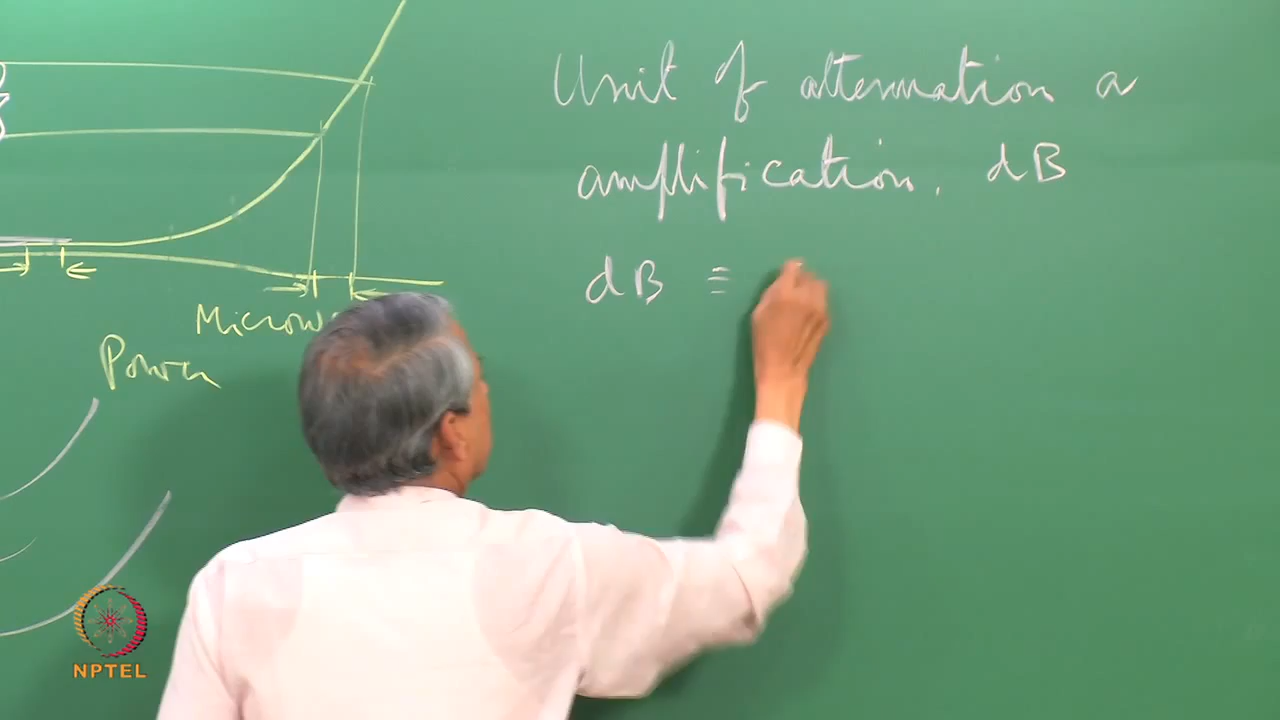 Unit of attenuation a
amplification. dB
dB ≡
Microw
Power
NPTEL